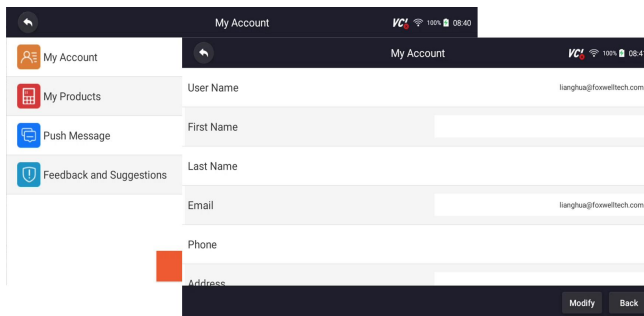 My Account
VCI 100% 08:40
My Account
My Products
Push Message
Feedback and Suggestions
My Account
VCI 100%
User Name lianghua@foxwelltech.com
First Name
Last Name
Email lianghua@foxwelltech.com
Phone
Address
Modify Back